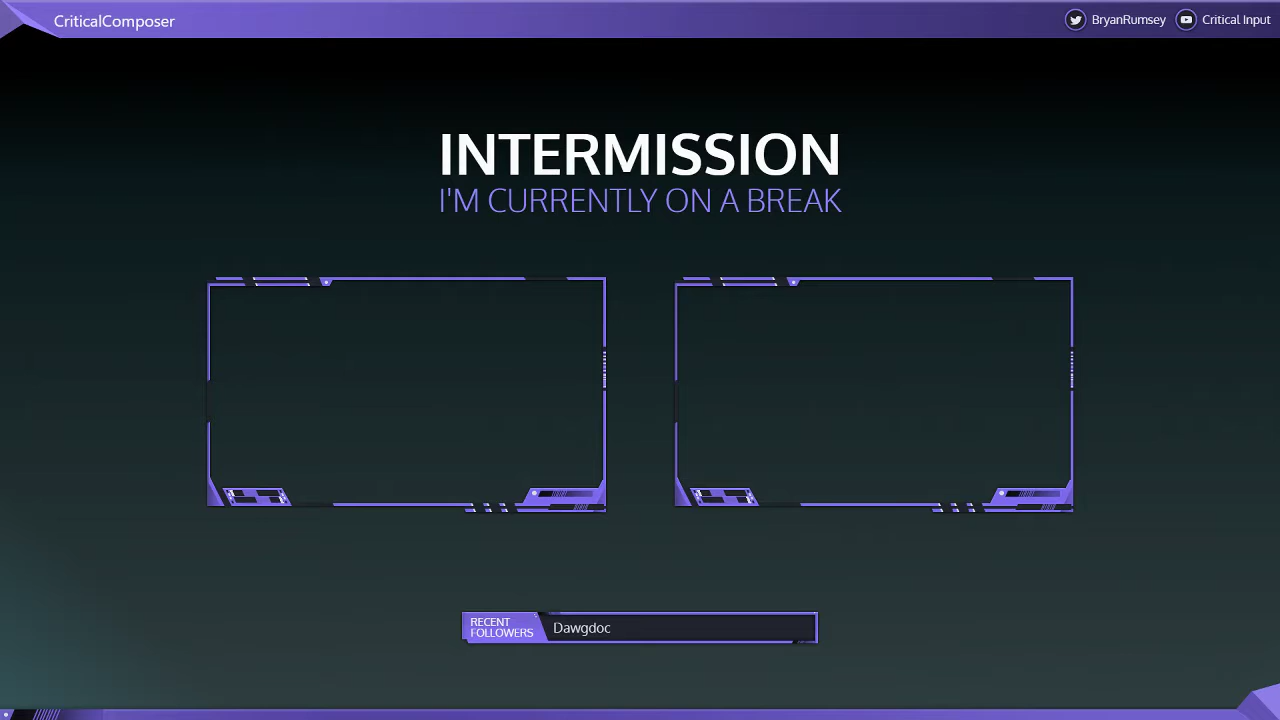 CriticalComposer
BryanRumsey
Critical Input
INTERMISSION
I'M CURRENTLY ON A BREAK
RECENT
FOLLOWERS
Dawgdoc